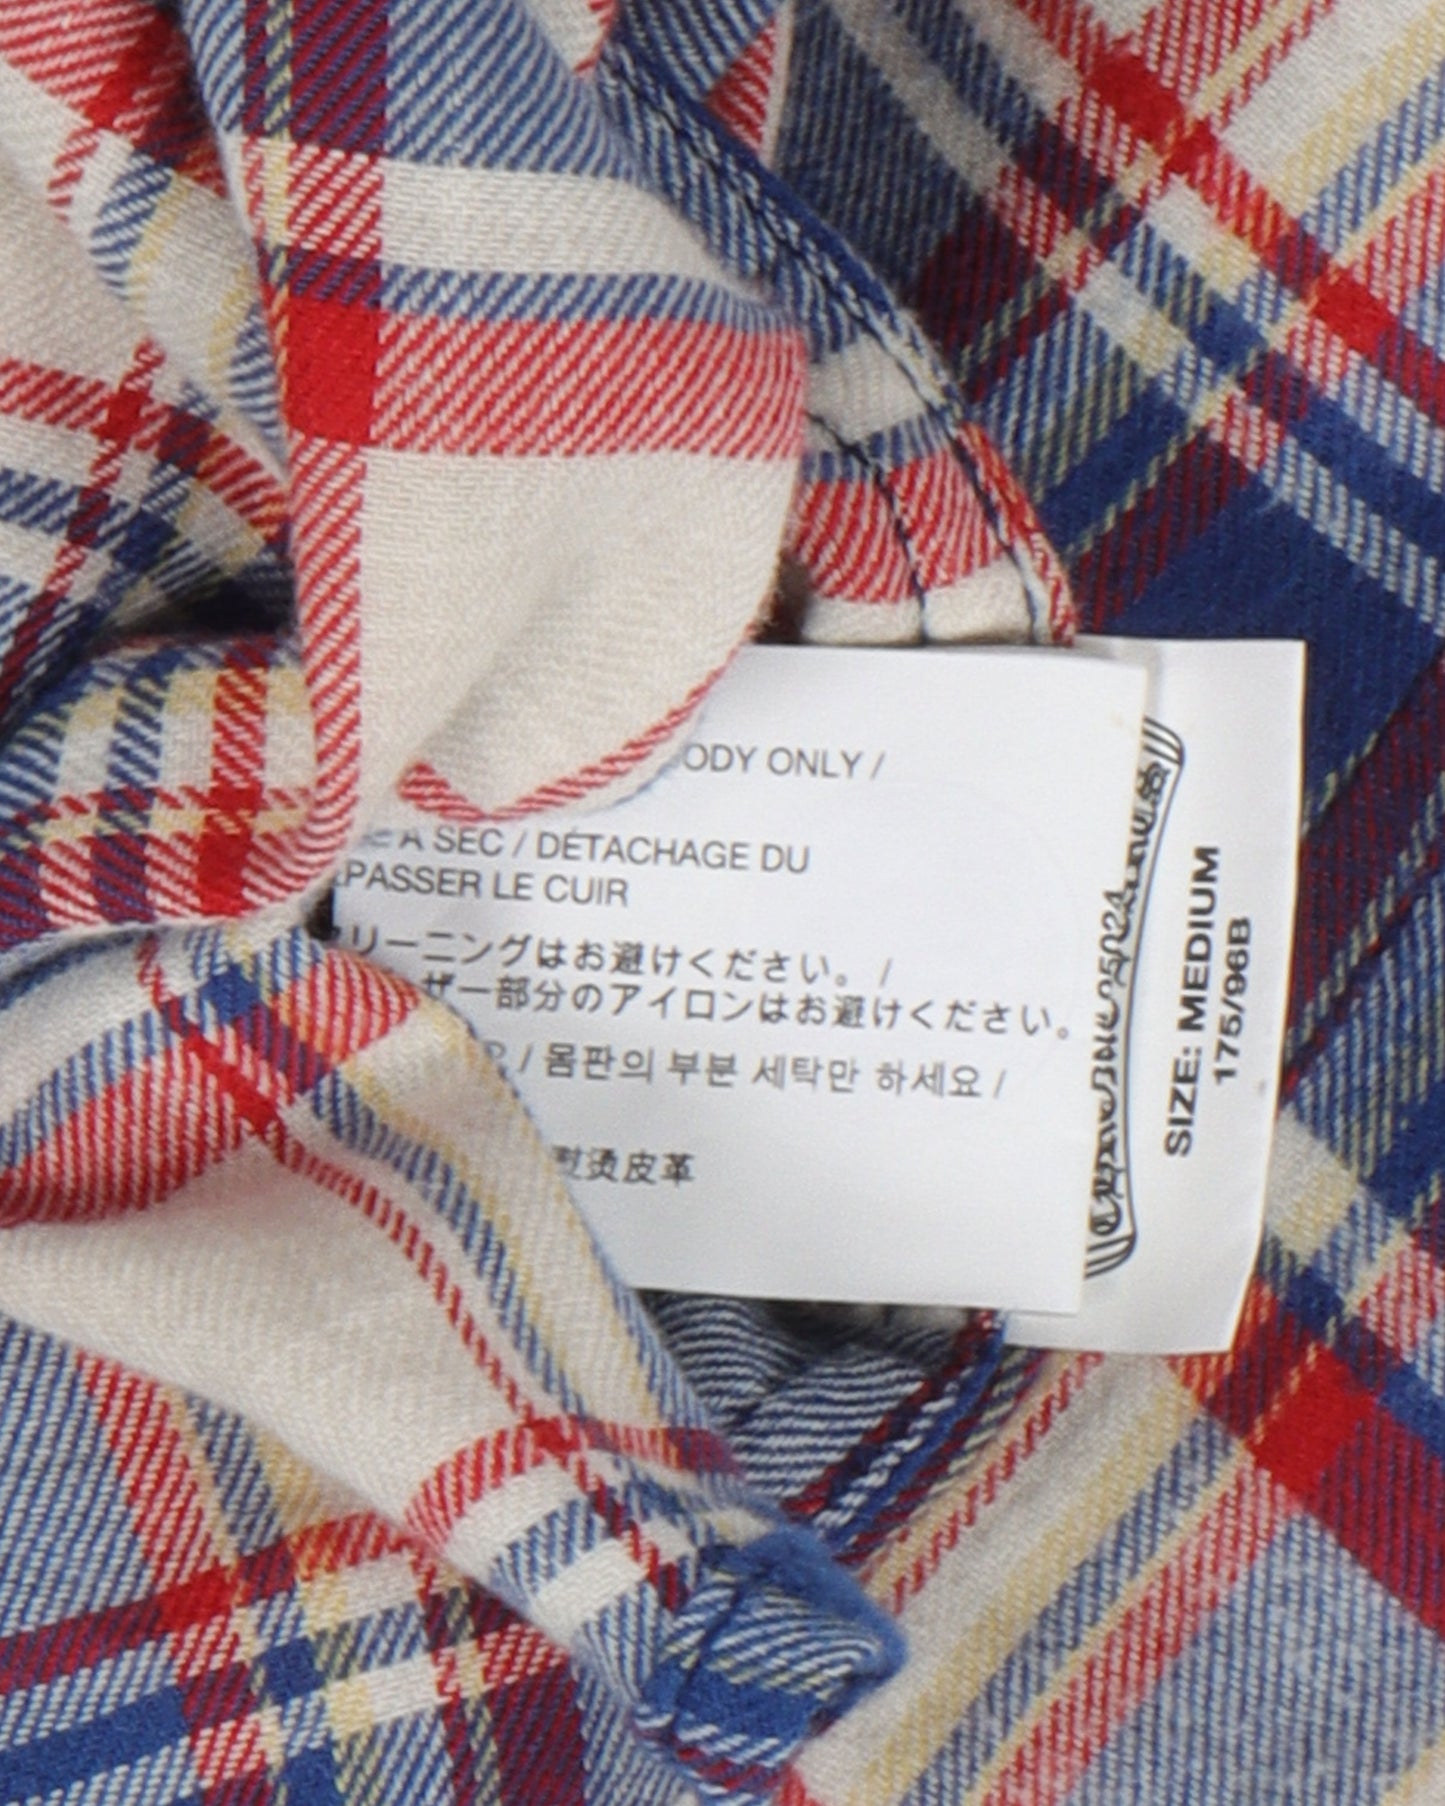 ODY ONLY /
À SEC / DÉTACHAGE DU
PASSER LE CUIR
リーニングはお避けください。 /
ザー部分のアイロンはお避けください。
/ 몸판의 부분 세탁만 하세요 /
熨烫皮革
SIZE: MEDIUM
175/96B